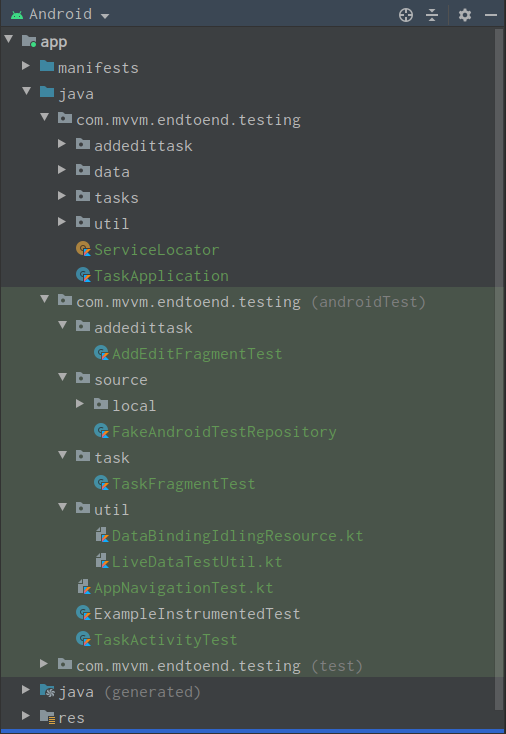 Android
app
manifests
java
com.mvvm.endtoend.testing
addedittask
data
tasks
util
ServiceLocator
TaskApplication
com.mvvm.endtoend.testing (androidTest)
addedittask
AddEditFragmentTest
source
local
FakeAndroidTestRepository
task
TaskFragmentTest
util
DataBindingIdlingResource.kt
LiveDataTestUtil.kt
AppNavigationTest.kt
ExampleInstrumentedTest
TaskActivityTest
com.mvvm.endtoend.testing (test)
java (generated)
res